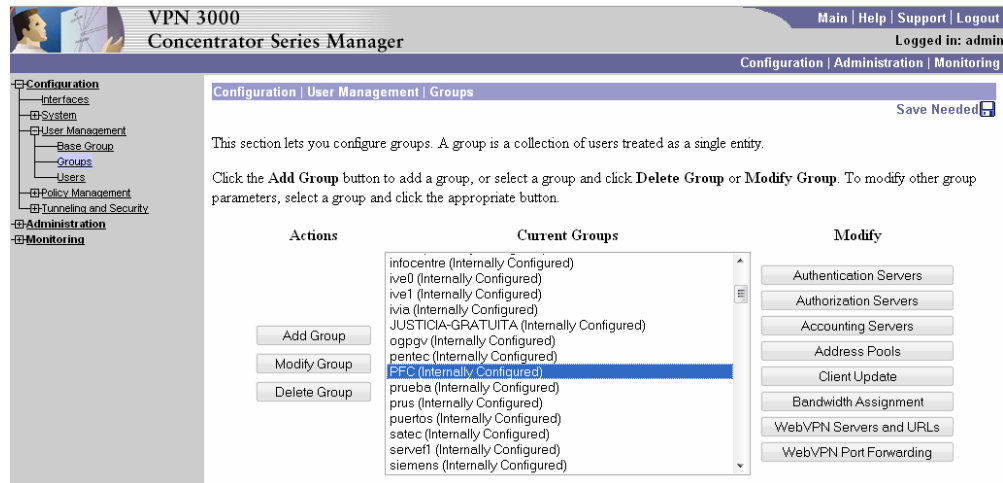 VPN 3000
Concentrator Series Manager
Main | Help | Support | Logout
Logged in: admin
Configuration | Administration | Monitoring
Configuration
Interfaces
System
User Management
Base Group
Groups
Users
Policy Management
Tunneling and Security
Administration
Monitoring
Configuration | User Management | Groups
Save Needed
This section lets you configure groups. A group is a collection of users treated as a single entity.
Click the Add Group button to add a group, or select a group and click Delete Group or Modify Group. To modify other group
parameters, select a group and click the appropriate button.
Actions
Add Group
Modify Group
Delete Group
Current Groups
infocentre (Internally Configured)
ive0 (Internally Configured)
ive1 (Internally Configured)
ivia (Internally Configured)
JUSTICIA-GRATUITA (Internally Configured)
ogpgv (Internally Configured)
pentec (Internally Configured)
PFC (Internally Configured)
prueba (Internally Configured)
prus (Internally Configured)
puertos (Internally Configured)
satec (Internally Configured)
servef1 (Internally Configured)
siemens (Internally Configured)
Modify
Authentication Servers
Authorization Servers
Accounting Servers
Address Pools
Client Update
Bandwidth Assignment
WebVPN Servers and URLs
WebVPN Port Forwarding